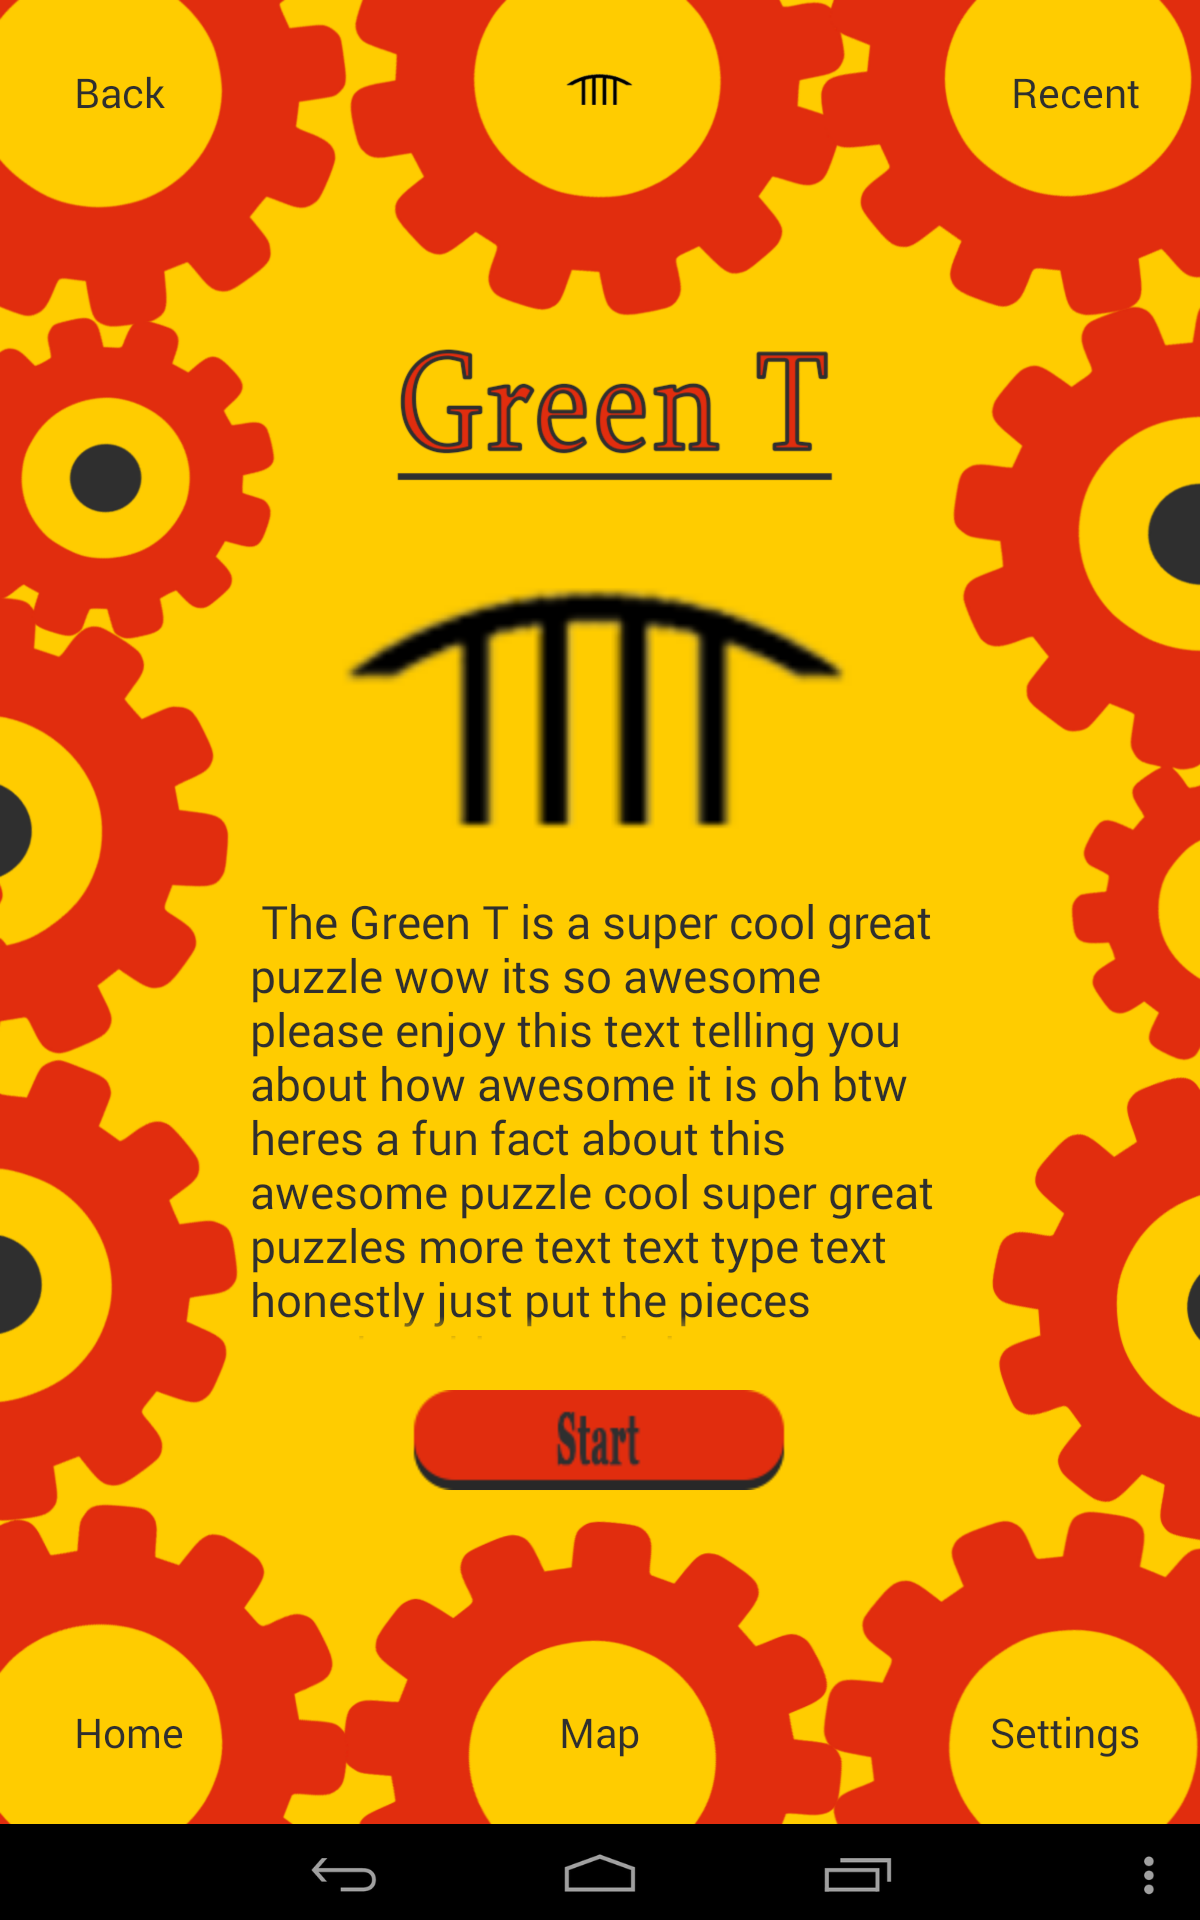 Back
Recent
Green T
The Green T is a super cool great
puzzle wow its so awesome
please enjoy this text telling you
about how awesome it is oh btw
heres a fun fact about this
awesome puzzle cool super great
puzzles more text text type text
honestly just put the pieces
Start
Home
Map
Settings